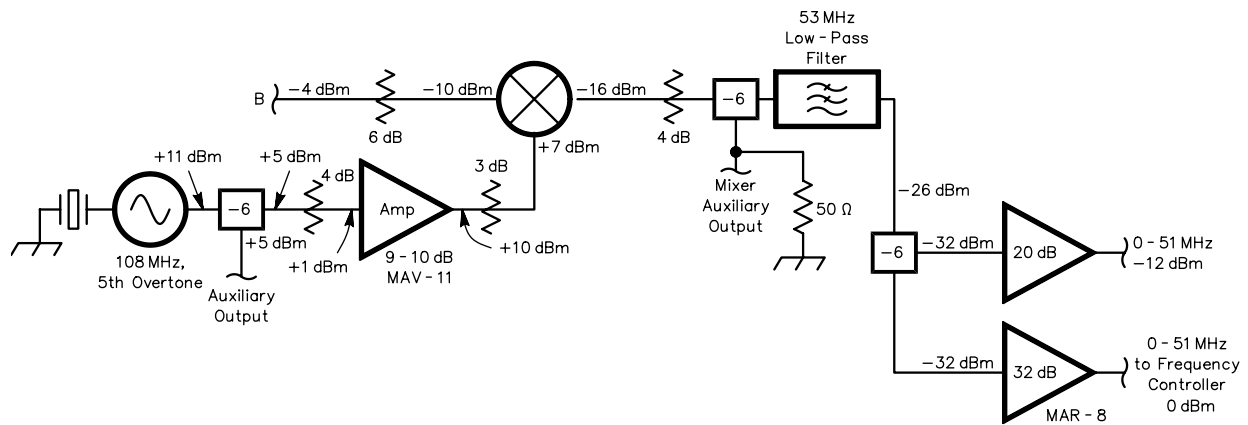 53 MHz
Low - Pass
Filter
B
−4 dBm
−10 dBm
−16 dBm
−6
6 dB
4 dB
+7 dBm
+11 dBm
+5 dBm
4 dB
3 dB
Mixer
Auxiliary
Output
50 Ω
−26 dBm
−6
Amp
+5 dBm
+1 dBm
+10 dBm
9 - 10 dB
MAV - 11
108 MHz,
5th Overtone
Auxiliary
Output
−6
−32 dBm
20 dB
0 - 51 MHz
−12 dBm
−32 dBm
32 dB
MAR - 8
0 - 51 MHz
to Frequency
Controller
0 dBm